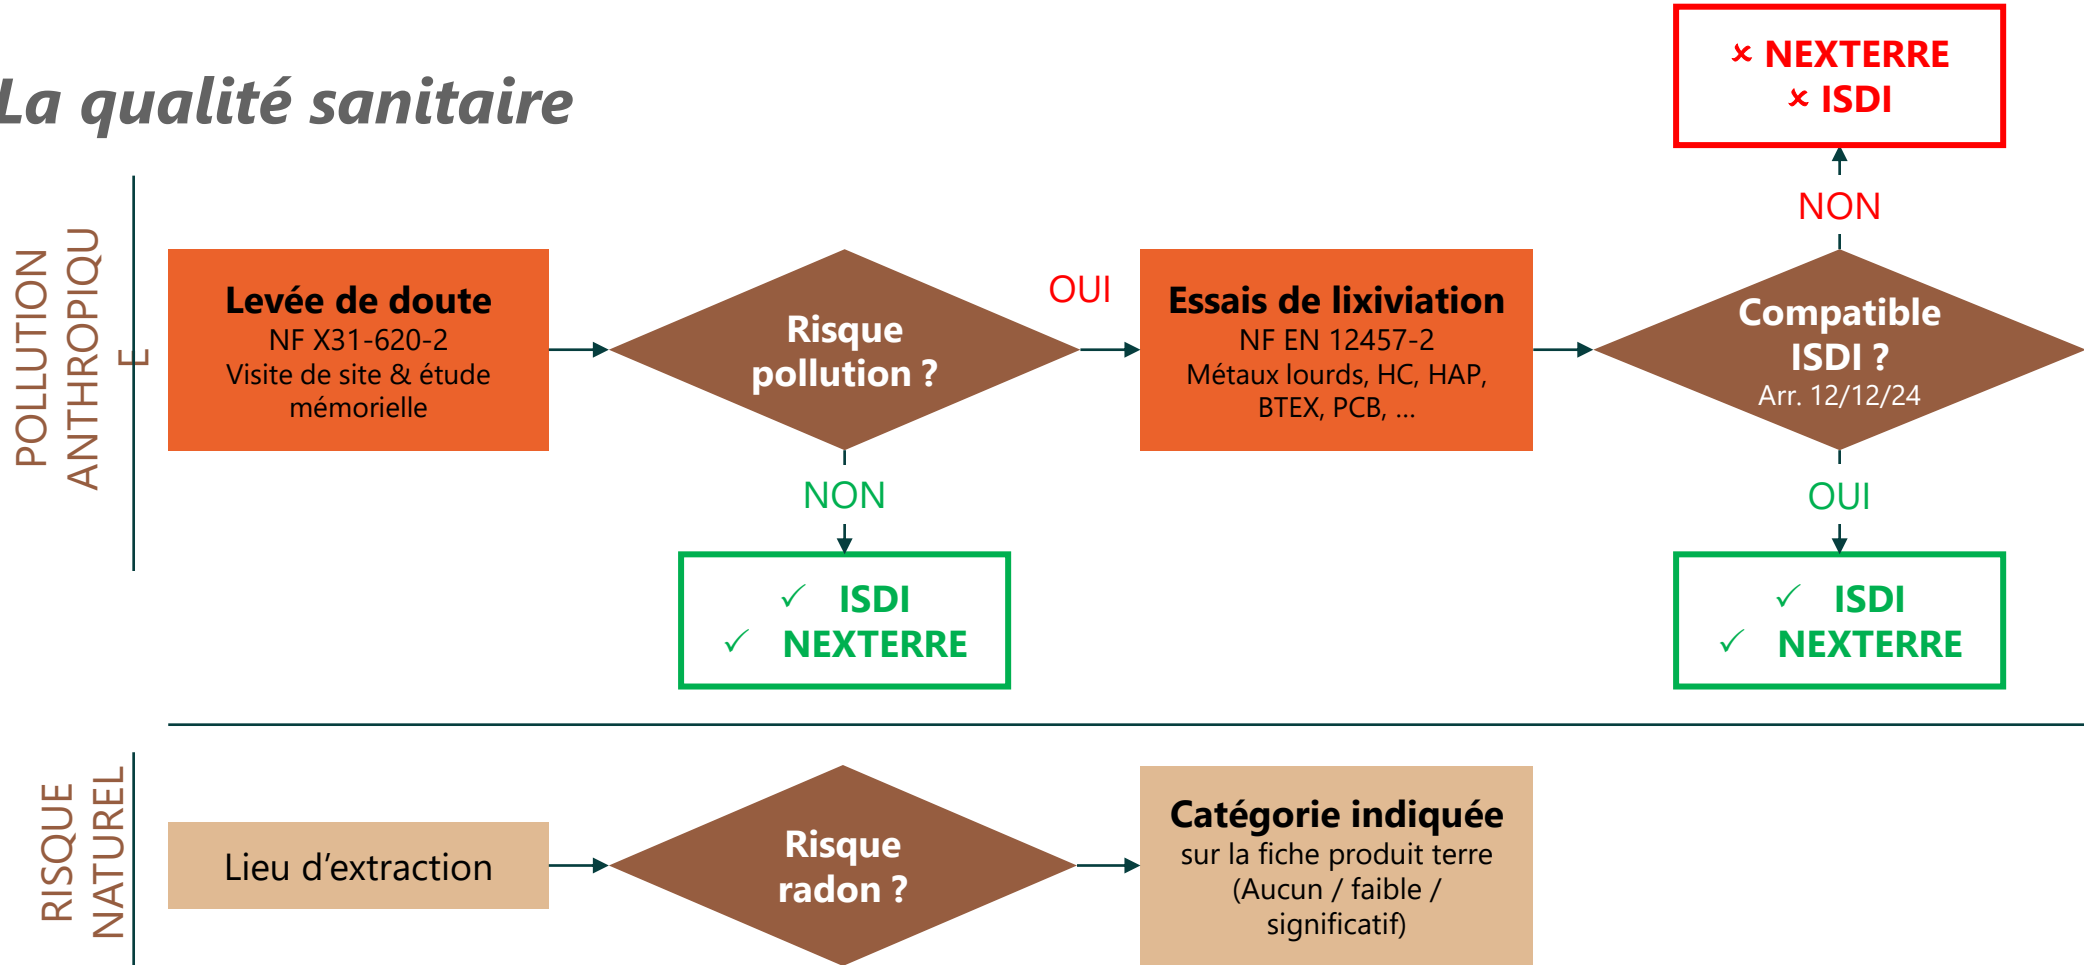 La qualité sanitaire
POLLUTION
ANTHROPIQU
E
Levée de doute
NF X31-620-2
Visite de site & étude
mémorielle
Risque
pollution ?
OUI
Essais de lixiviation
NF EN 12457-2
Métaux lourds, HC, HAP,
BTEX, PCB, ...
Compatible
ISDI ?
Arr. 12/12/24
NON
× NEXTERRE
× ISDI
NON
✓ ISDI
✓ NEXTERRE
OUI
✓ ISDI
✓ NEXTERRE
RISQUE
NATUREL
Lieu d’extraction
Risque
radon ?
Catégorie indiquée
sur la fiche produit terre
(Aucun / faible /
significatif)